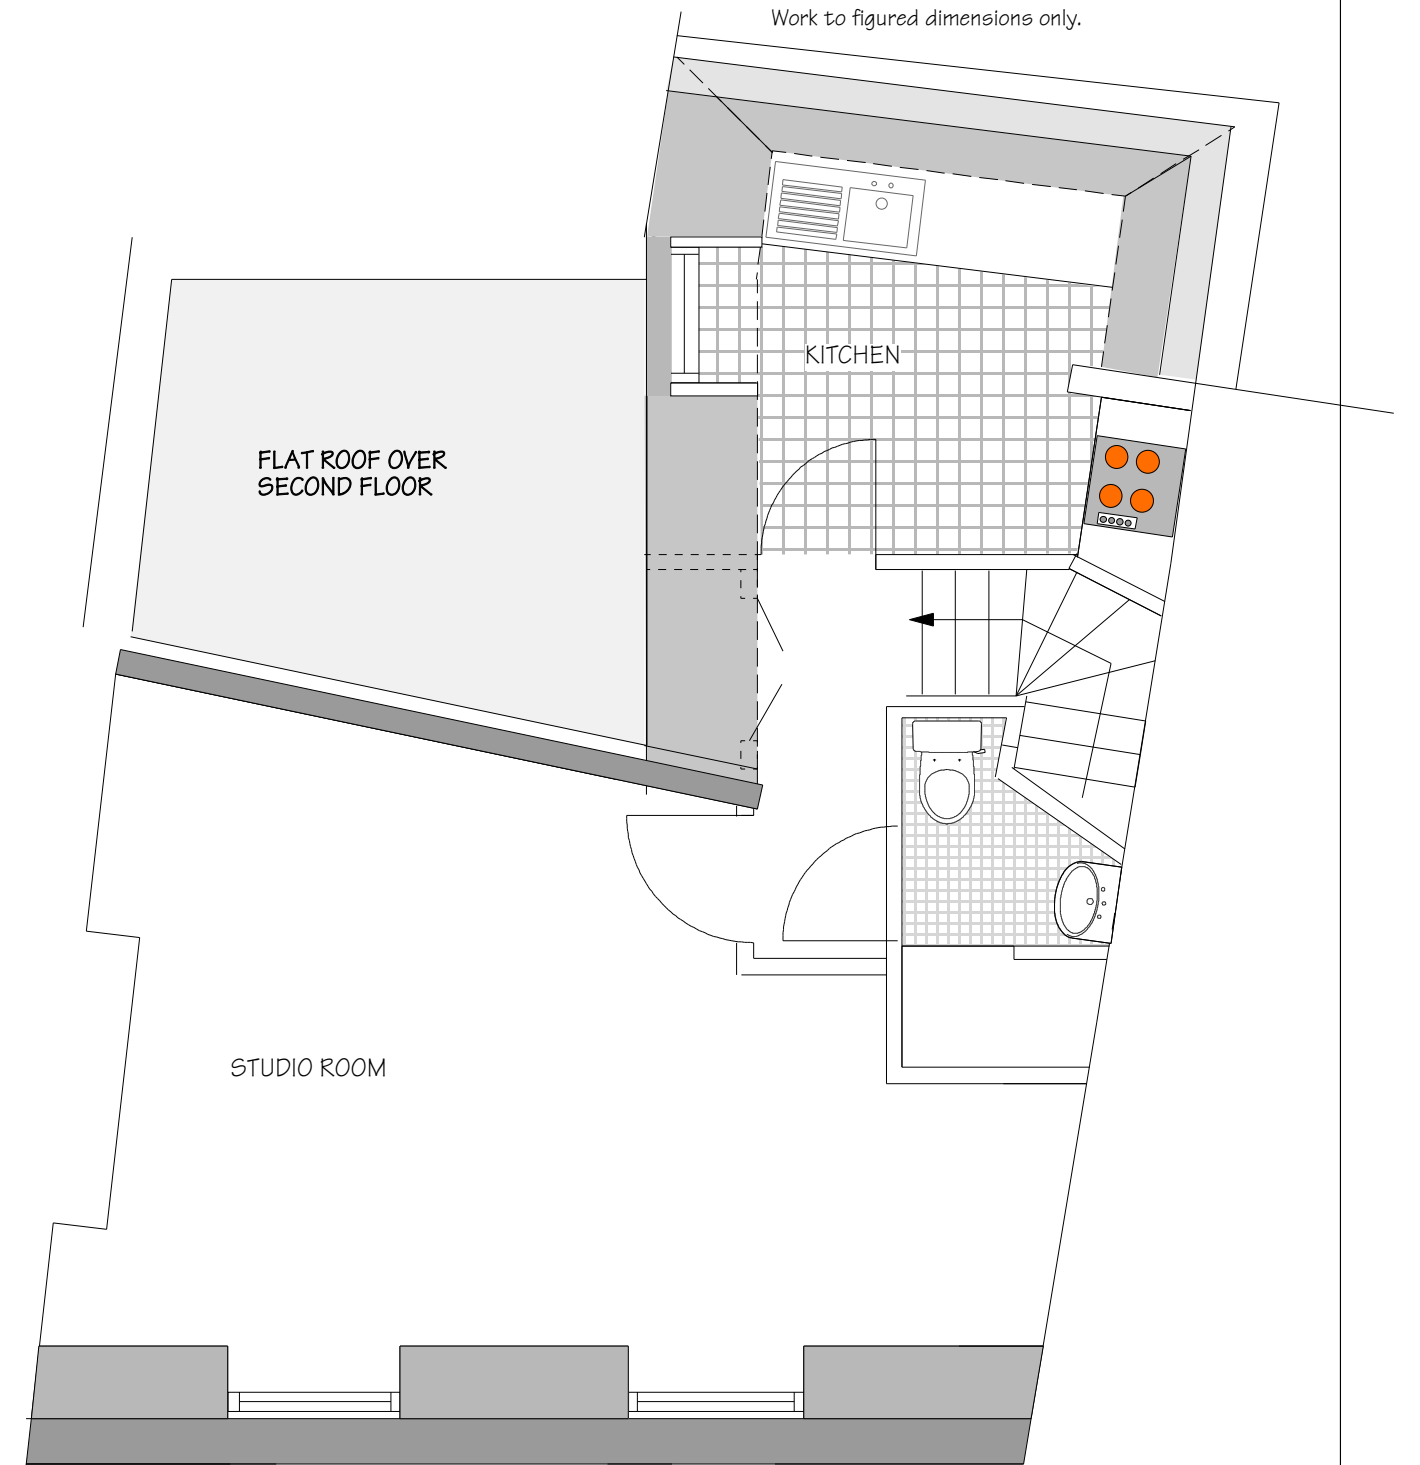 Work to figured dimensions only.
KITCHEN
FLAT ROOF OVER
SECOND FLOOR
STUDIO ROOM